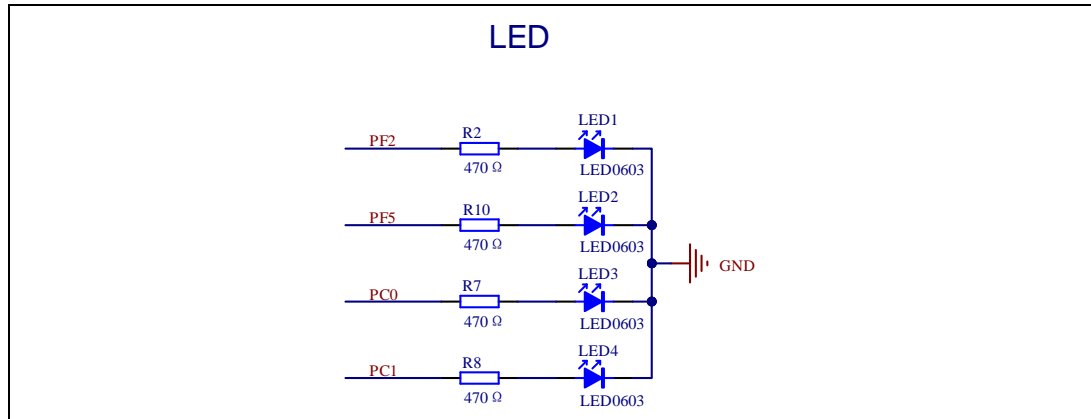 LED
LED1
PF2 R2
470 Ω LED0603
LED2
PF5 R10
470 Ω LED0603
GND
LED3
PC0 R7
470 Ω LED0603
LED4
PC1 R8
470 Ω LED0603